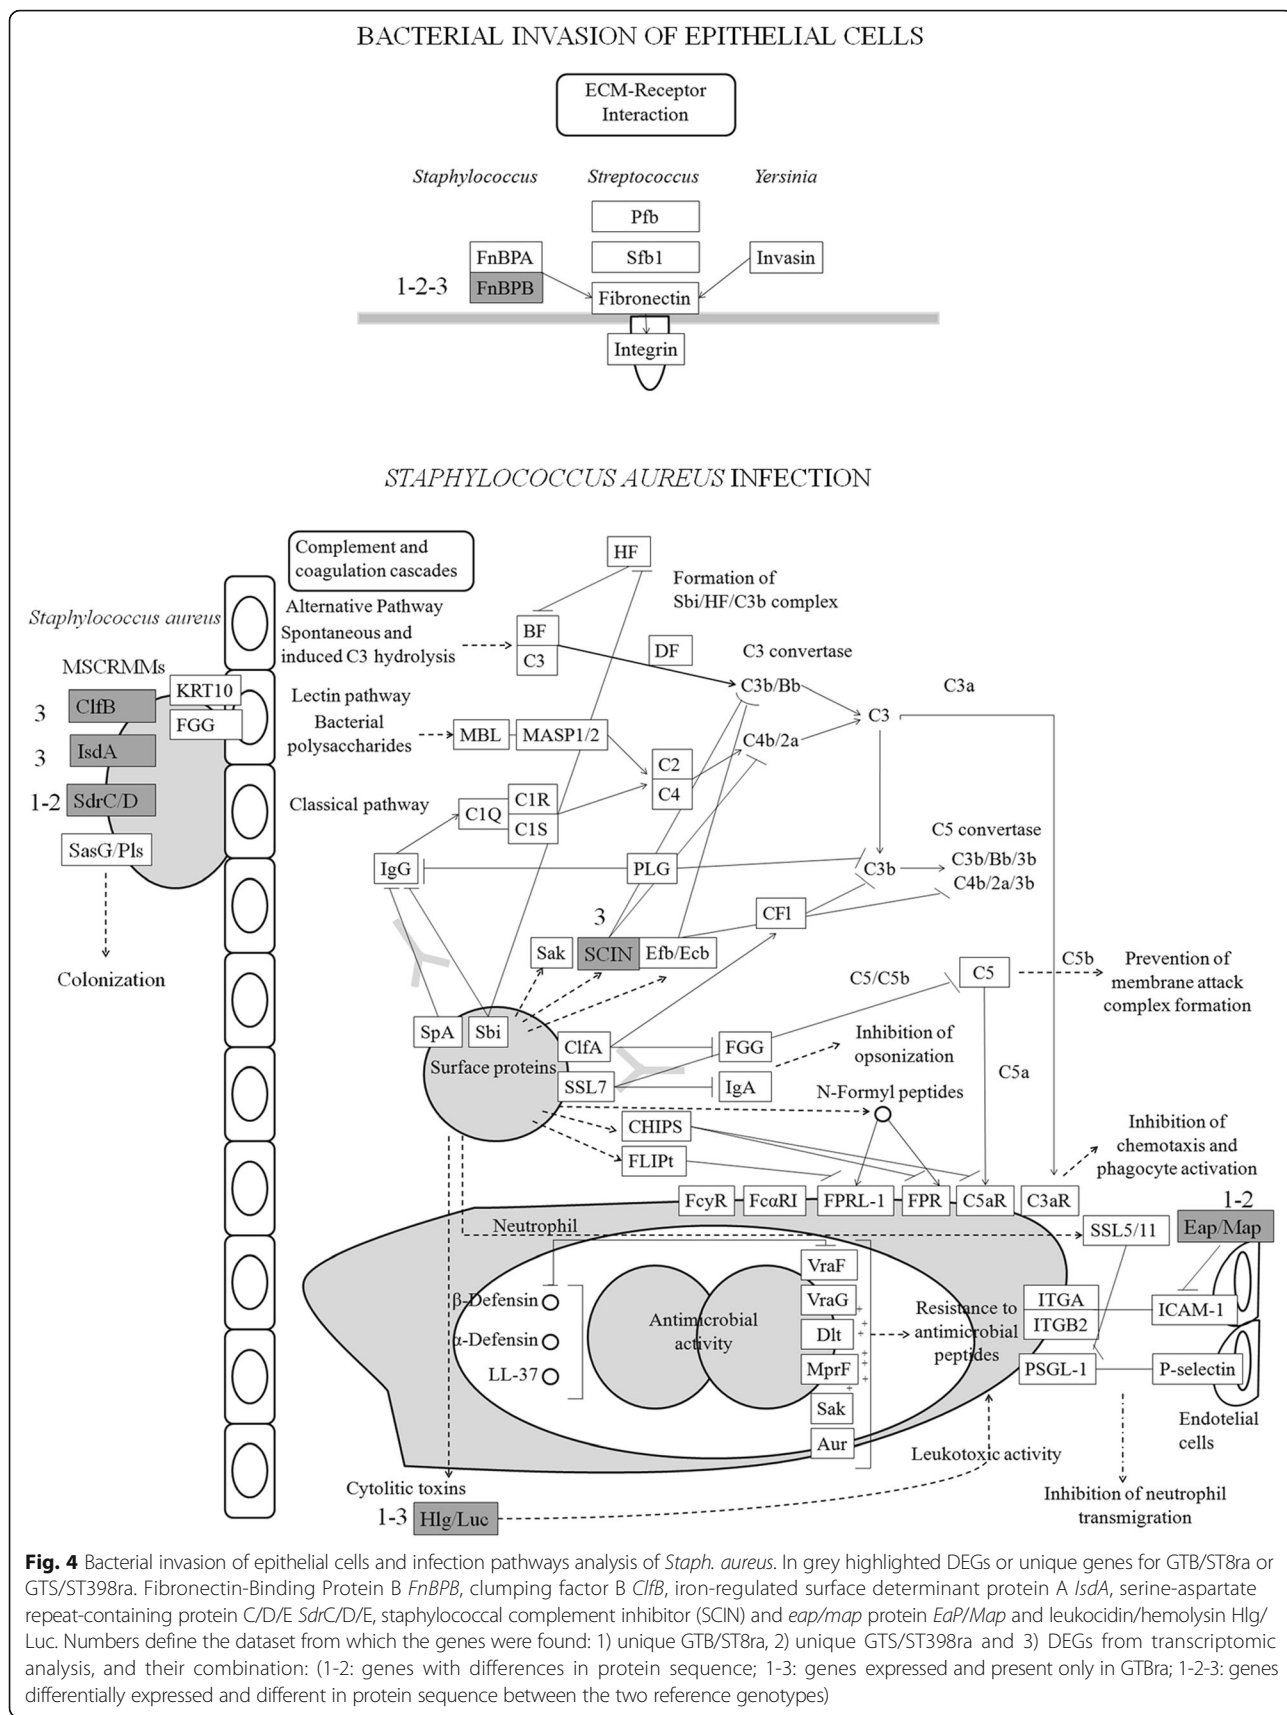 BACTERIAL INVASION OF EPITHELIAL CELLS
ECM-Receptor
Interaction
Staphylococcus
Streptococcus
Yersinia
Pfb
FnBPA
Sfb1
Invasin
1-2-3
FnBPB
Fibronectin
Integrin
STAPHYLOCOCCUS AUREUS INFECTION
Complement and
coagulation cascades
HF
Formation of
Sbi/HF/C3b complex
Staphylococcus aureus
Alternative Pathway
Spontaneous and
induced C3 hydrolysis
BF
C3
DF
C3 convertase
MSCRMMs
KRT10
FGG
3
ClfB
3
IsdA
1-2
SdrC/D
SasG/Pls
Colonization
Lectin pathway
Bacterial
polysaccharides
MBL
MASP1/2
C3b/Bb
C3a
C3
C4b/2a
C2
C4
Classical pathway
C1Q
C1R
C1S
C5 convertase
C3b/Bb/3b
C4b/2a/3b
IgG
PLG
C3b
CF1
3
Sak
SCIN
Efb/Ecb
C5/C5b
C5
C5b
Prevention of
membrane attack
complex formation
SpA
Sbi
Surface proteins
ClfA
SSL7
FGG
IgA
Inhibition of
opsonization
C5a
N-Formyl peptides
CHIPS
FLIPt
Inhibition of
chemotaxis and
phagocyte activation
FcyR
FcαRI
FPRL-1
FPR
C5aR
C3aR
1-2
Eap/Map
SSL5/11
Neutrophil
VraF
VraG
Dlt
MprF
Sak
Aur
+
+
+
+
+
+
+
+
β-Defensin
α-Defensin
LL-37
Antimicrobial
activity
Resistance to
antimicrobial
peptides
ITGA
ITGB2
ICAM-1
PSGL-1
P-selectin
Endotelial
cells
Leukotoxic activity
Cytolitic toxins
1-3
Hlg/Luc
Inhibition of neutrophil
transmigration
Fig. 4 Bacterial invasion of epithelial cells and infection pathways analysis of Staph. aureus. In grey highlighted DEGs or unique genes for GTB/ST8ra or
GTS/ST398ra. Fibronectin-Binding Protein B FnBPB, clumping factor B ClfB, iron-regulated surface determinant protein A IsdA, serine-aspartate
repeat-containing protein C/D/E SdrC/D/E, staphylococcal complement inhibitor (SCIN) and eap/map protein EaP/Map and leukocidin/hemolysin Hlg/
Luc. Numbers define the dataset from which the genes were found: 1) unique GTB/ST8ra, 2) unique GTS/ST398ra and 3) DEGs from transcriptomic
analysis, and their combination: (1-2: genes with differences in protein sequence; 1-3: genes expressed and present only in GTBra; 1-2-3: genes
differentially expressed and different in protein sequence between the two reference genotypes)